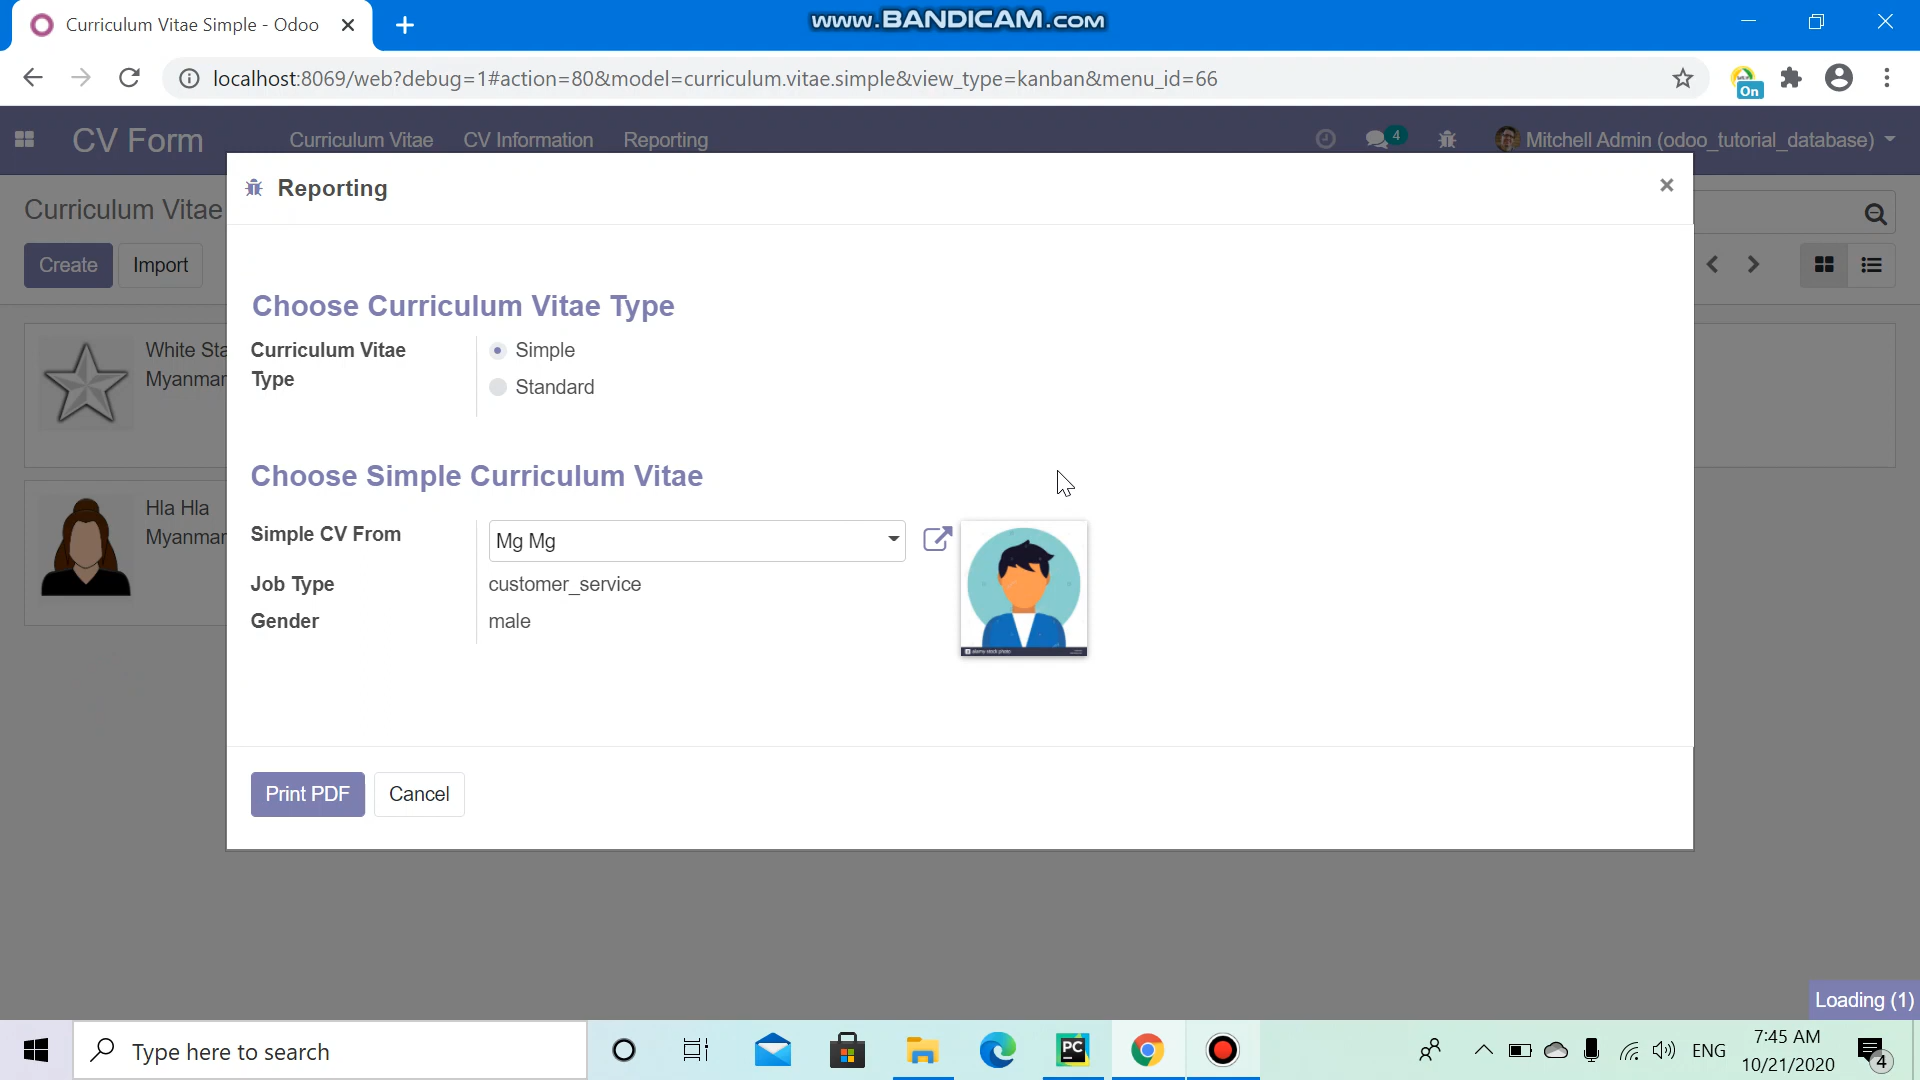 Curriculum Vitae Simple - Odoo
www.BANDICAM.com
localhost:8069/web?debug=1#action=80&model=curriculum.vitae.simple&view_type=kanban&menu_id=66
On
CV Form
Curriculum Vitae
CV Information
Reporting
4
Mitchell Admin (odoo_tutorial_database)
Reporting
×
Curriculum Vitae
Create
Import
Choose Curriculum Vitae Type
Curriculum Vitae
Type
Simple
Standard
White Sta
Myanmar
Choose Simple Curriculum Vitae
Hla Hla
Myanmar
Simple CV From
Mg Mg
Job Type
customer_service
Gender
male
alamy stock photo
Print PDF
Cancel
Loading (1)
Type here to search
PC
ENG
7:45 AM
10/21/2020
4